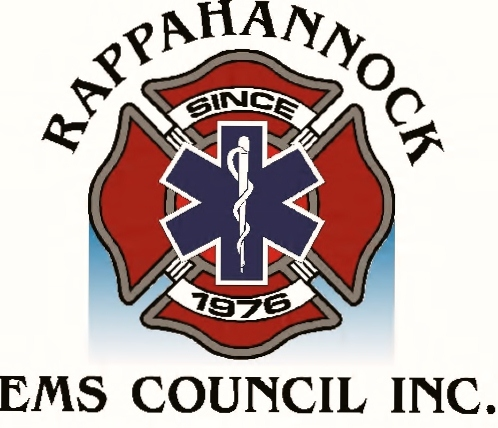 RAPPAHANNOCK
SINCE
1976
EMS COUNCIL INC.